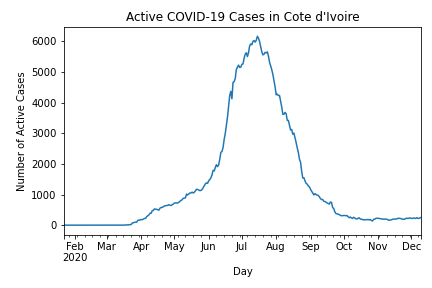 Active COVID-19 Cases in Cote d'Ivoire
Number of Active Cases
6000
5000
4000
3000
2000
1000
0
Feb Mar Apr May Jun Jul Aug Sep Oct Nov Dec
2020
Day